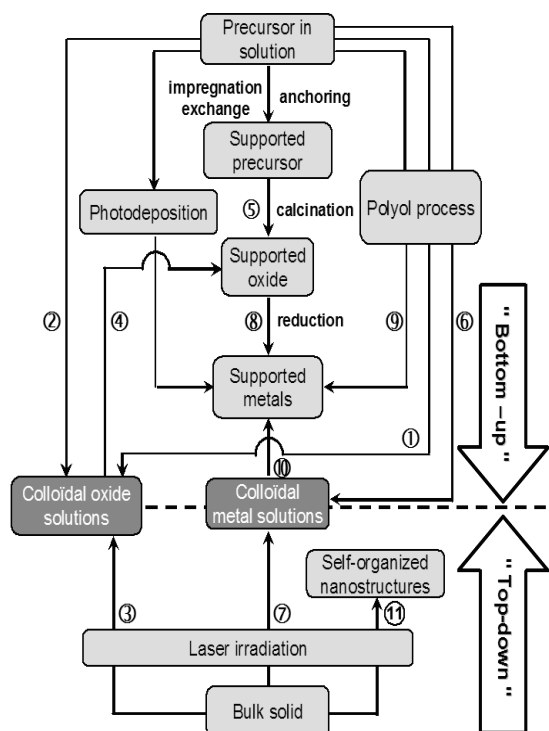 Precursor in
solution
impregnation
exchange
anchoring
Supported
precursor
Photodeposition
⑤
calcination
Polyol process
Supported
oxide
②
④
⑧
reduction
⑨
⑥
Supported
metals
①
⑩
Colloïdal oxide
solutions
Colloïdal
metal solutions
" Bottom –up "
Self-organized
nanostructures
③
⑦
⑪
" Top-down "
Laser irradiation
Bulk solid